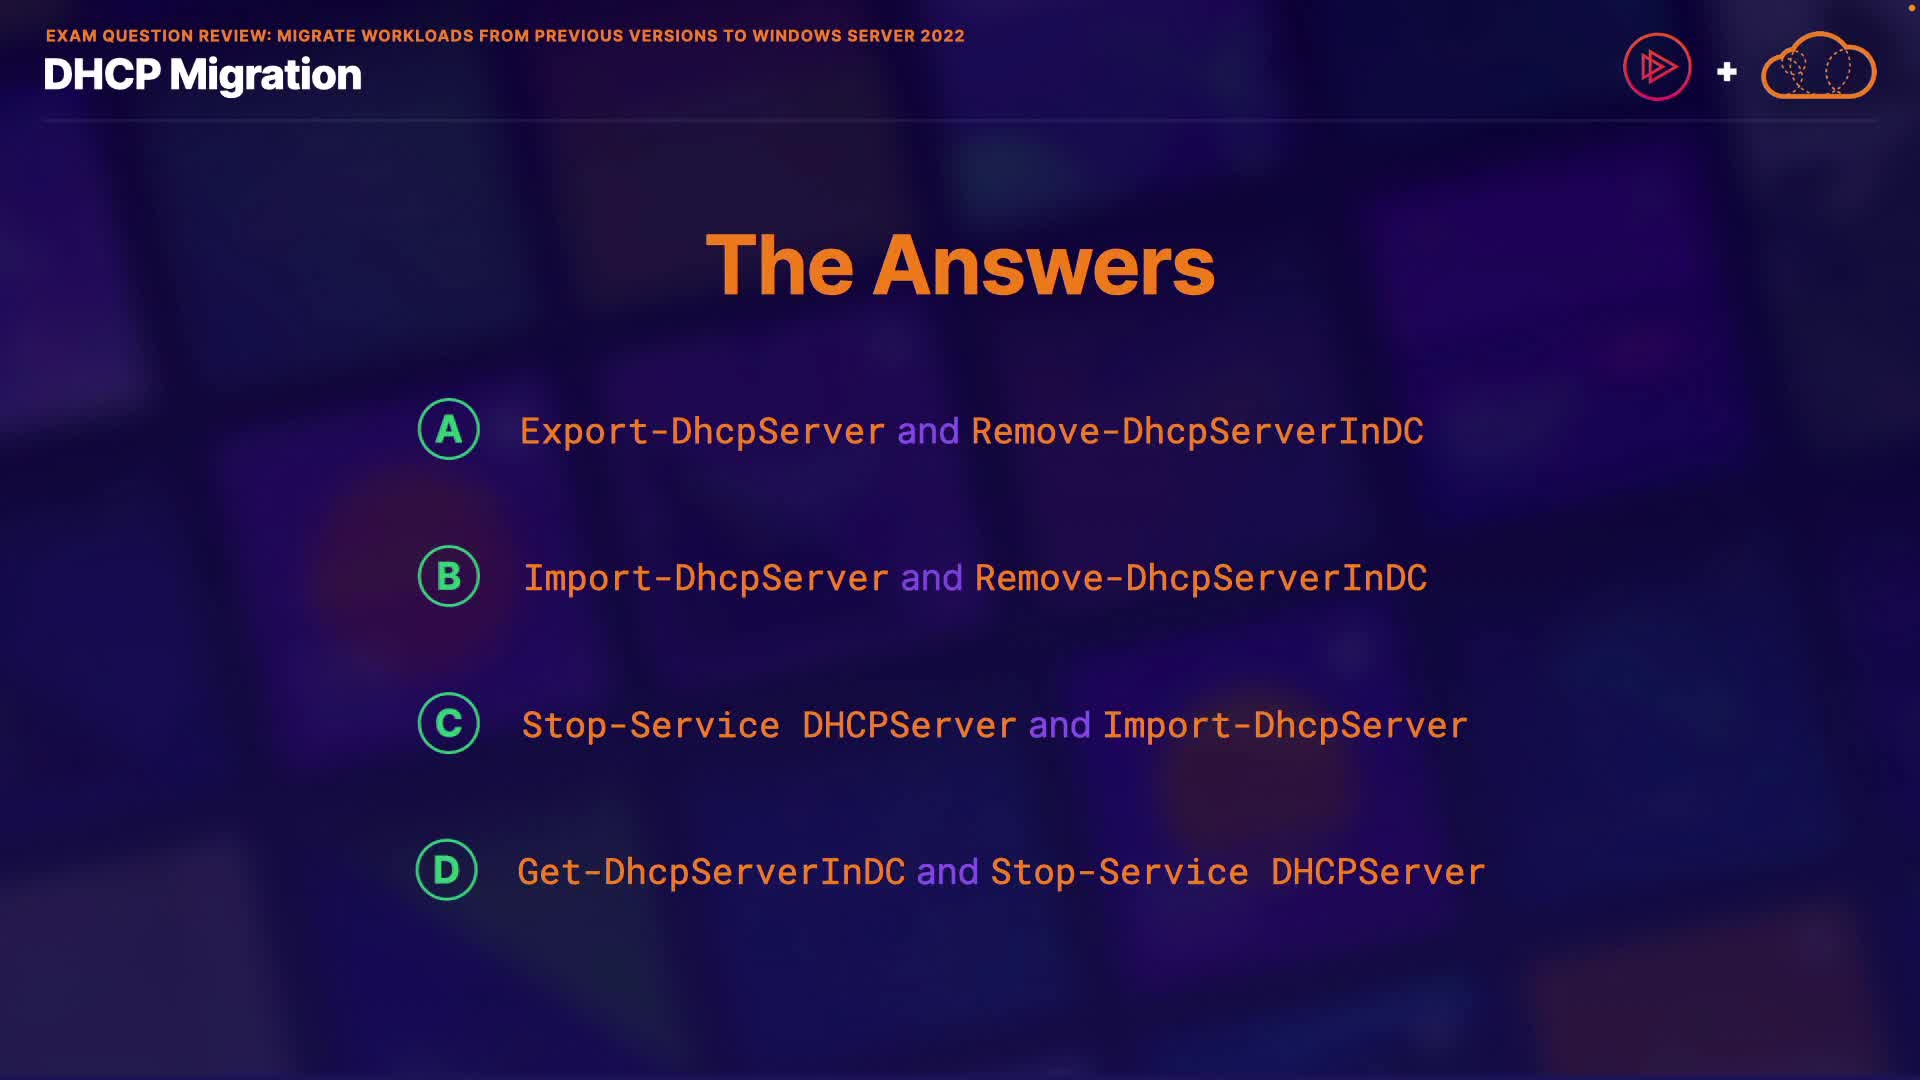 EXAM QUESTION REVIEW: MIGRATE WORKLOADS FROM PREVIOUS VERSIONS TO WINDOWS SERVER 2022
DHCP Migration
The Answers
A Export-DhcpServer and Remove-DhcpServerInDC
B Import-DhcpServer and Remove-DhcpServerInDC
C Stop-Service DHCPServer and Import-DhcpServer
D Get-DhcpServerInDC and Stop-Service DHCPServer